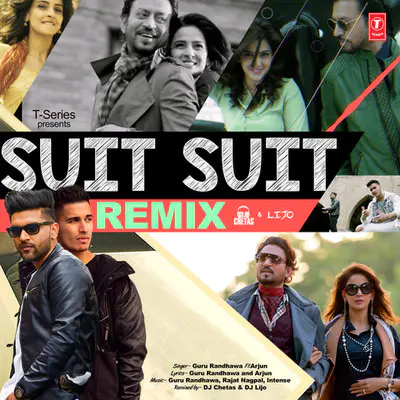 T-SERIES
T-Series
presents
SUIT SUIT
REMIX DJ CHETAS & LIJO
Singer - Guru Randhawa Ft.Arjun
Lyrics - Guru Randhawa and Arjun
Music - Guru Randhawa, Rajat Nagpal, Intense
Remixed by - DJ Chetas & DJ Lijo